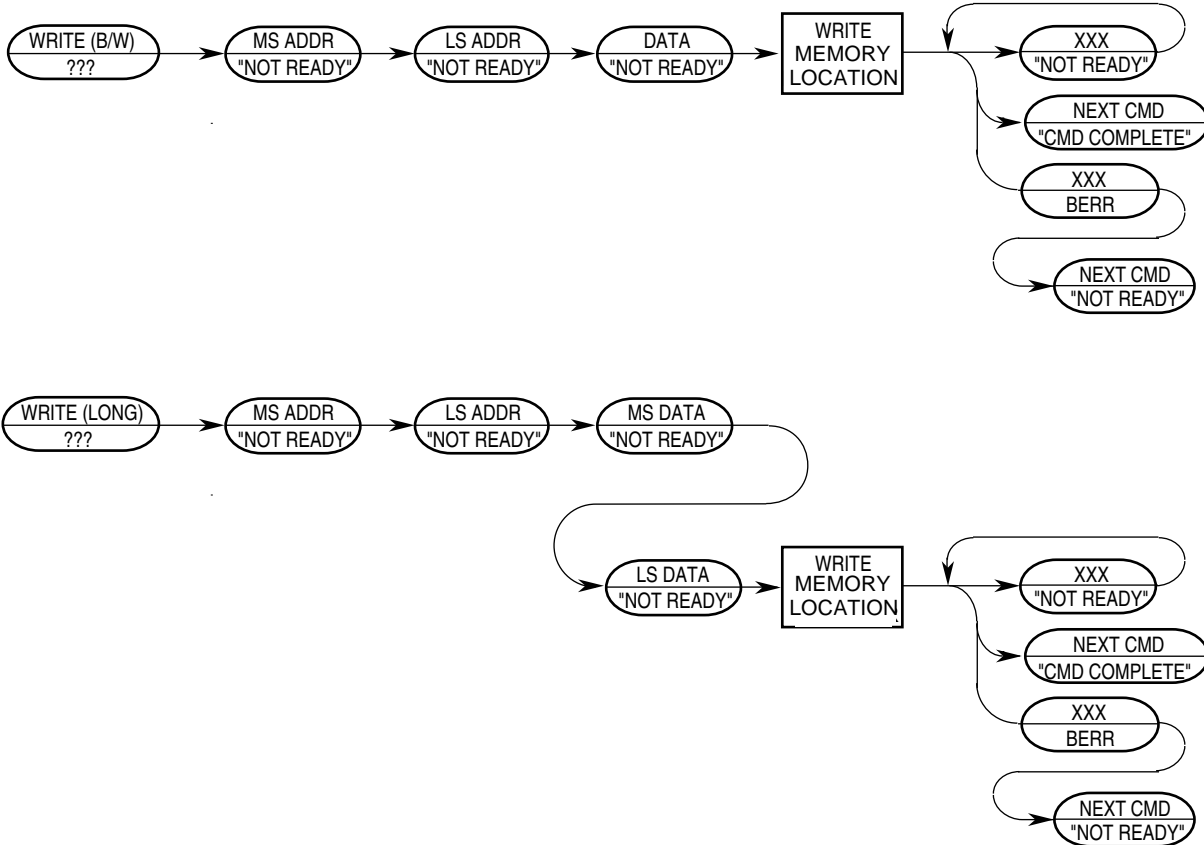 WRITE (B/W)
???
MS ADDR
"NOT READY"
LS ADDR
"NOT READY"
DATA
"NOT READY"
WRITE
MEMORY
LOCATION
XXX
"NOT READY"
NEXT CMD
"CMD COMPLETE"
XXX
BERR
NEXT CMD
"NOT READY"
WRITE (LONG)
???
MS ADDR
"NOT READY"
LS ADDR
"NOT READY"
MS DATA
"NOT READY"
LS DATA
"NOT READY"
WRITE
MEMORY
LOCATION
XXX
"NOT READY"
NEXT CMD
"CMD COMPLETE"
XXX
BERR
NEXT CMD
"NOT READY"